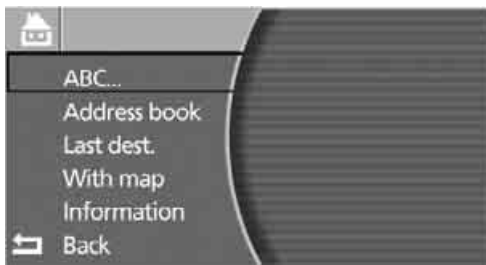 ABC...
Address book
Last dest.
With map
Information
Back